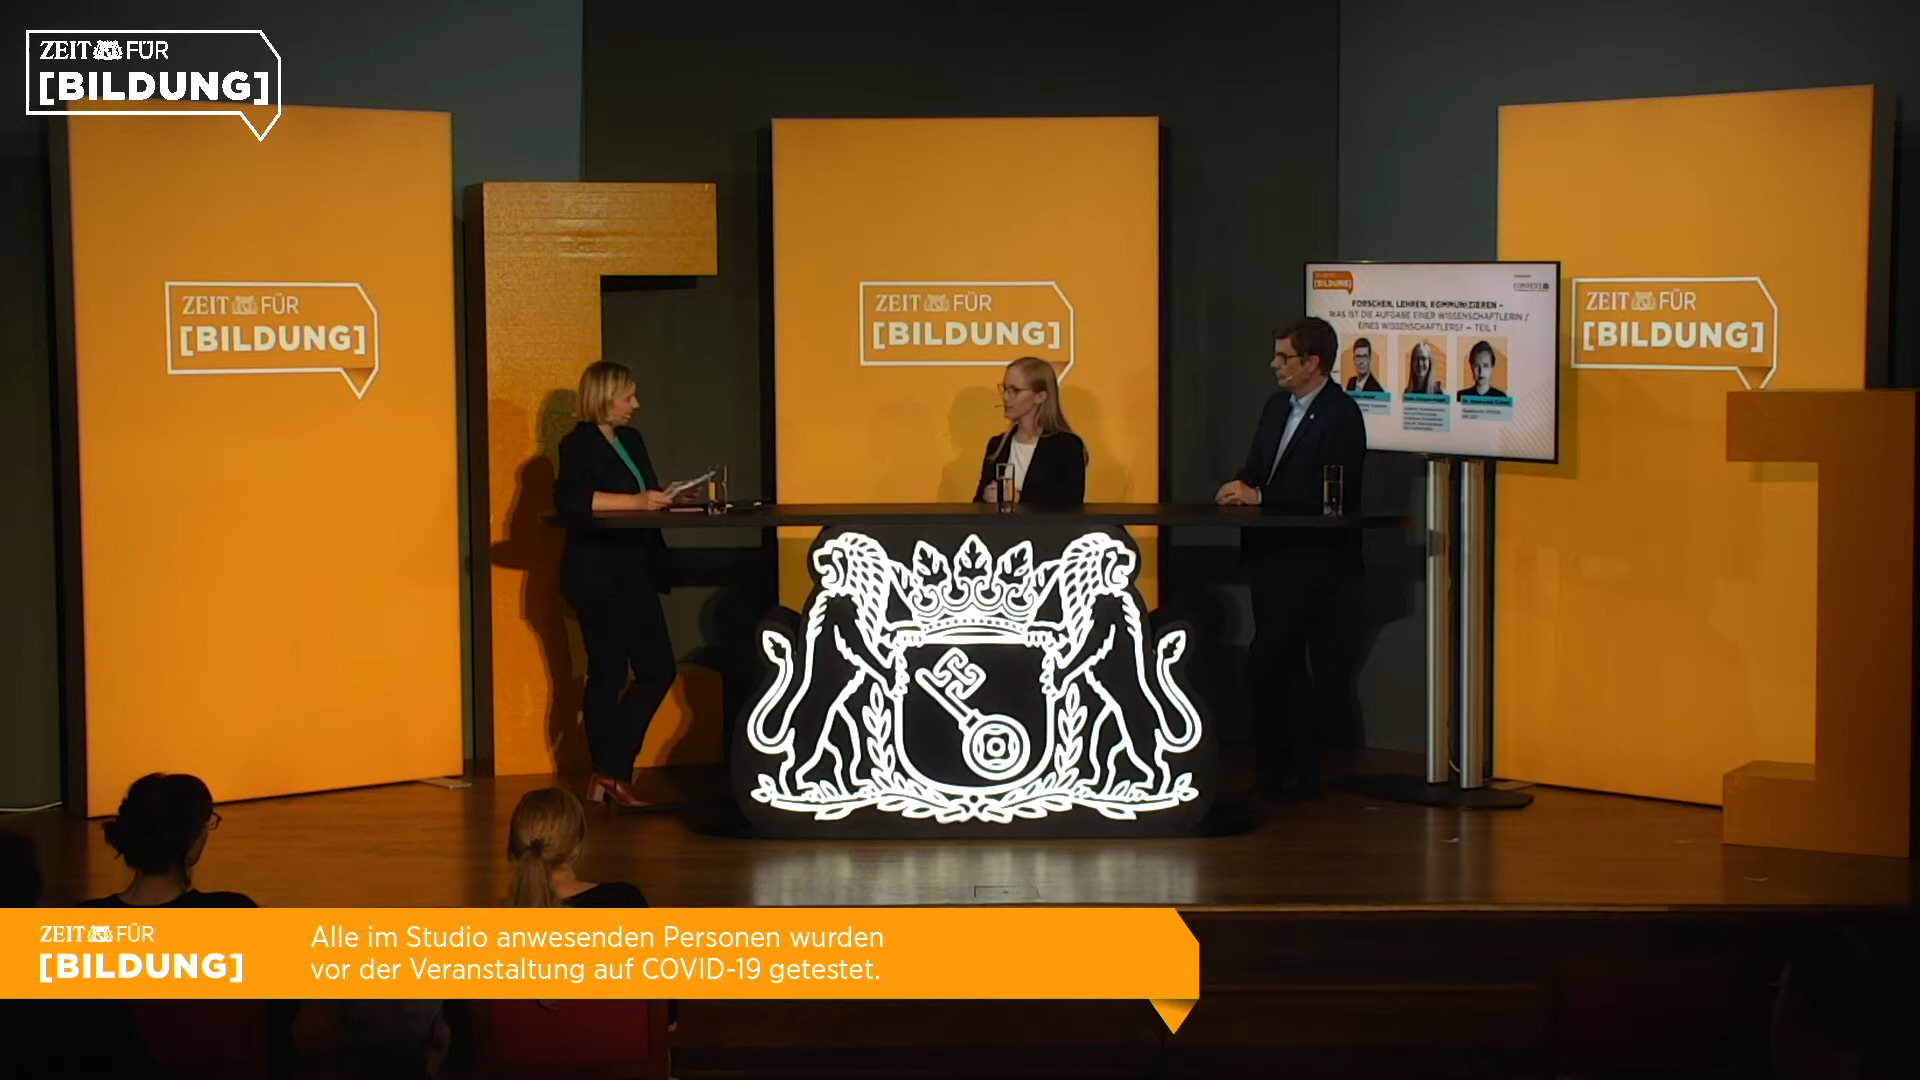 ZEIT FÜR
[BILDUNG]
ZEIT FÜR
[BILDUNG]
ZEIT FÜR
[BILDUNG]
ZEIT FÜR
[BILDUNG]
[BILDUNG]
CONVENT
FORSCHEN, LEHREN, KOMMUNIZIEREN –
WAS IST DIE AUFGABE EINER WISSENSCHAFTLERIN /
EINES WISSENSCHAFTLERS? – TEIL 1
ZEIT FÜR
[BILDUNG]
Alle im Studio anwesenden Personen wurden
vor der Veranstaltung auf COVID-19 getestet.